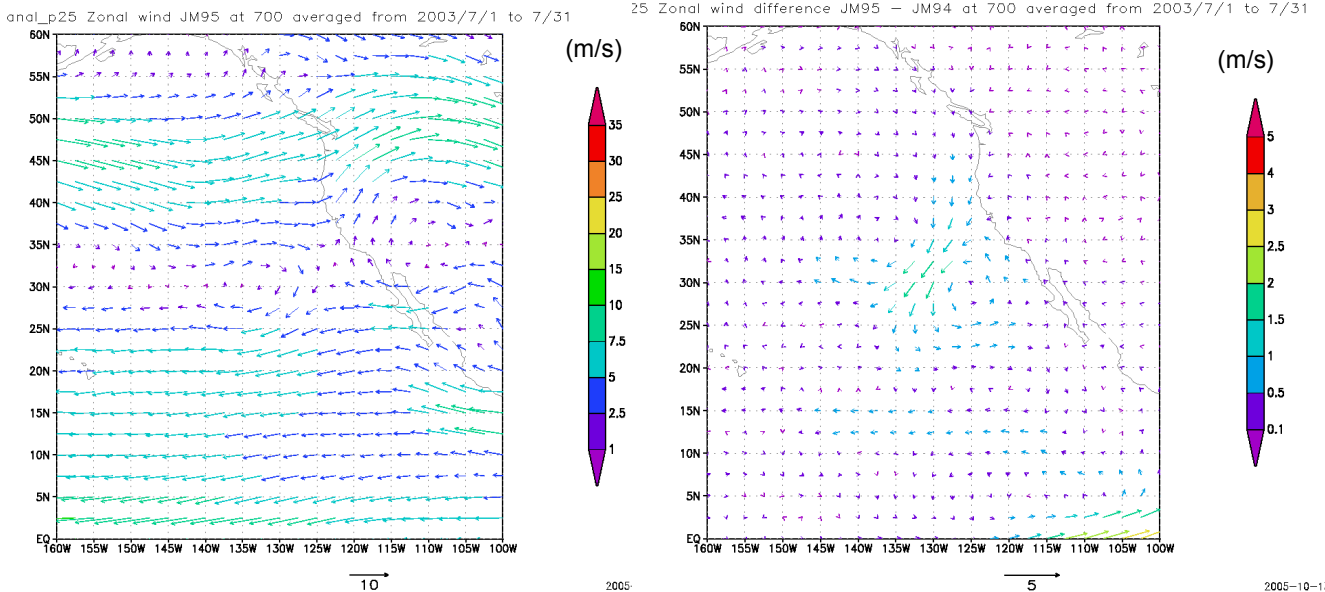 anal_p25 Zonal wind JM95 at 700 averaged from 2003/7/1 to 7/31
60N
55N
50N
45N
40N
35N
30N
25N
20N
15N
10N
5N
EQ
160W 155W 150W 145W 140W 135W 130W 125W 120W 115W 110W 105W 100W
10
2005-
(m/s)
35
30
25
20
15
10
7.5
5
2.5
1
25 Zonal wind difference JM95 - JM94 at 700 averaged from 2003/7/1 to 7/31
60N
55N
50N
45N
40N
35N
30N
25N
20N
15N
10N
5N
EQ
160W 155W 150W 145W 140W 135W 130W 125W 120W 115W 110W 105W 100W
5
2005-10-1
(m/s)
5
4
3
2.5
2
1.5
1
0.5
0.1